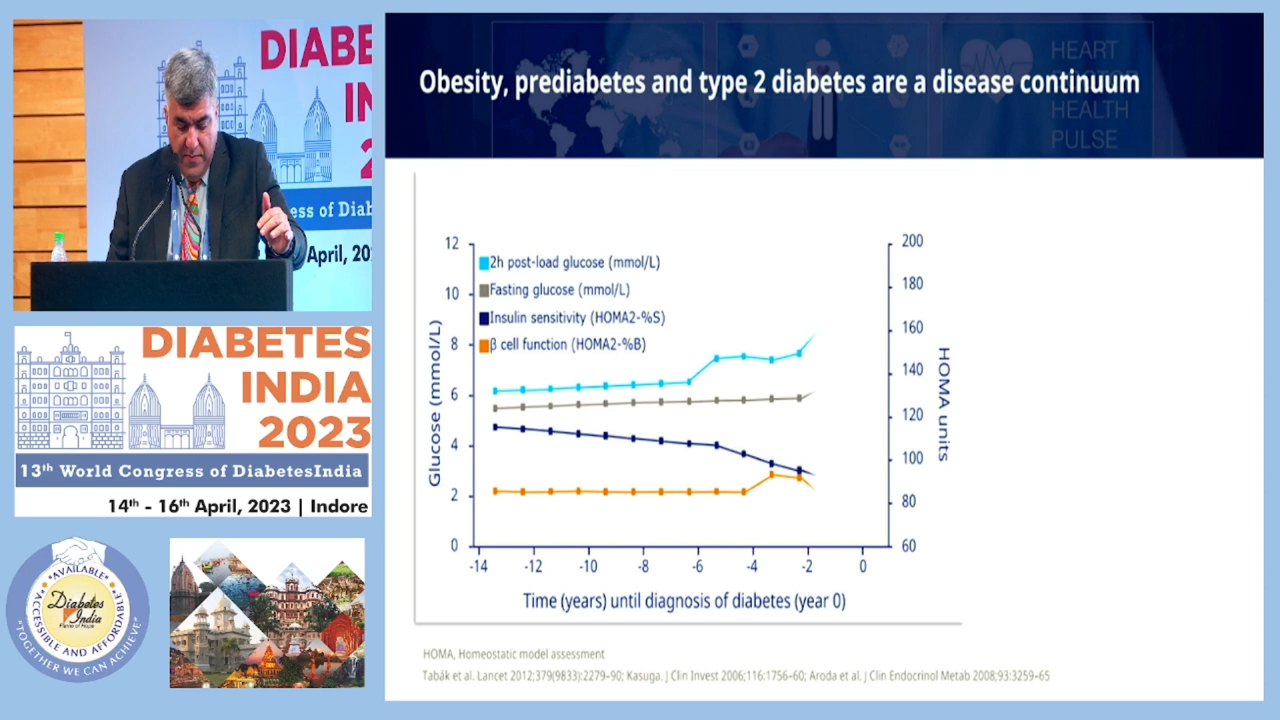 DIABE
IN
2
ess of Diab
April, 20
DIABETES
INDIA
2023
13th World Congress of DiabetesIndia
14th - 16th April, 2023 | Indore
"AVAILABLE"
"ACCESSIBLE AND AFFORDABLE"
Diabetes
India
"TOGETHER WE CAN ACHIEVE"
HEART
HEALTH
PULSE
Obesity, prediabetes and type 2 diabetes are a disease continuum
2h post-load glucose (mmol/L)
Fasting glucose (mmol/L)
Insulin sensitivity (HOMA2-%S)
β cell function (HOMA2-%B)
Glucose (mmol/L)
12
10
8
6
4
2
0
200
180
160
140
120
100
80
60
HOMA units
-14 -12 -10 -8 -6 -4 -2 0
Time (years) until diagnosis of diabetes (year 0)
HOMA, Homeostatic model assessment
Tabák et al. Lancet 2012;379(9833):2279–90; Kasuga. J Clin Invest 2006;116:1756–60; Aroda et al. J Clin Endocrinol Metab 2008;93:3259–65